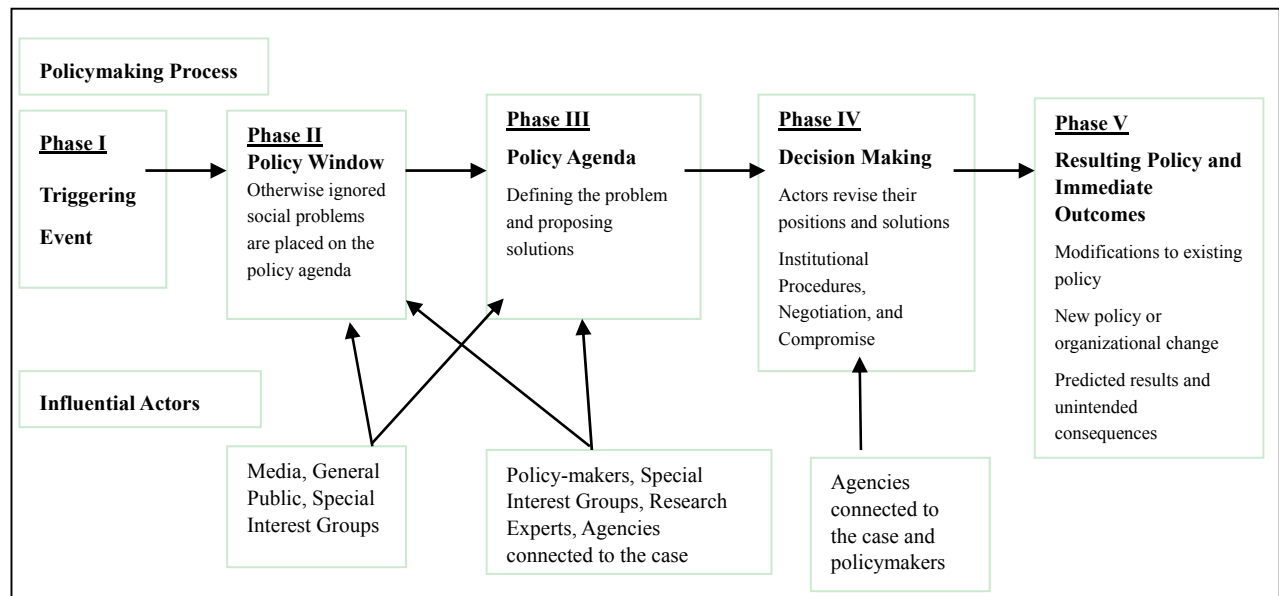 Policymaking Process
Phase I
Triggering
Event
Phase II
Policy Window
Otherwise ignored
social problems
are placed on the
policy agenda
Phase III
Policy Agenda
Defining the problem
and proposing
solutions
Phase IV
Decision Making
Actors revise their
positions and solutions
Institutional
Procedures,
Negotiation, and
Compromise
Phase V
Resulting Policy and
Immediate
Outcomes
Modifications to existing
policy
New policy or
organizational change
Predicted results and
unintended
consequences
Influential Actors
Media, General
Public, Special
Interest Groups
Policy-makers, Special
Interest Groups, Research
Experts, Agencies
connected to the case
Agencies
connected to
the case and
policymakers